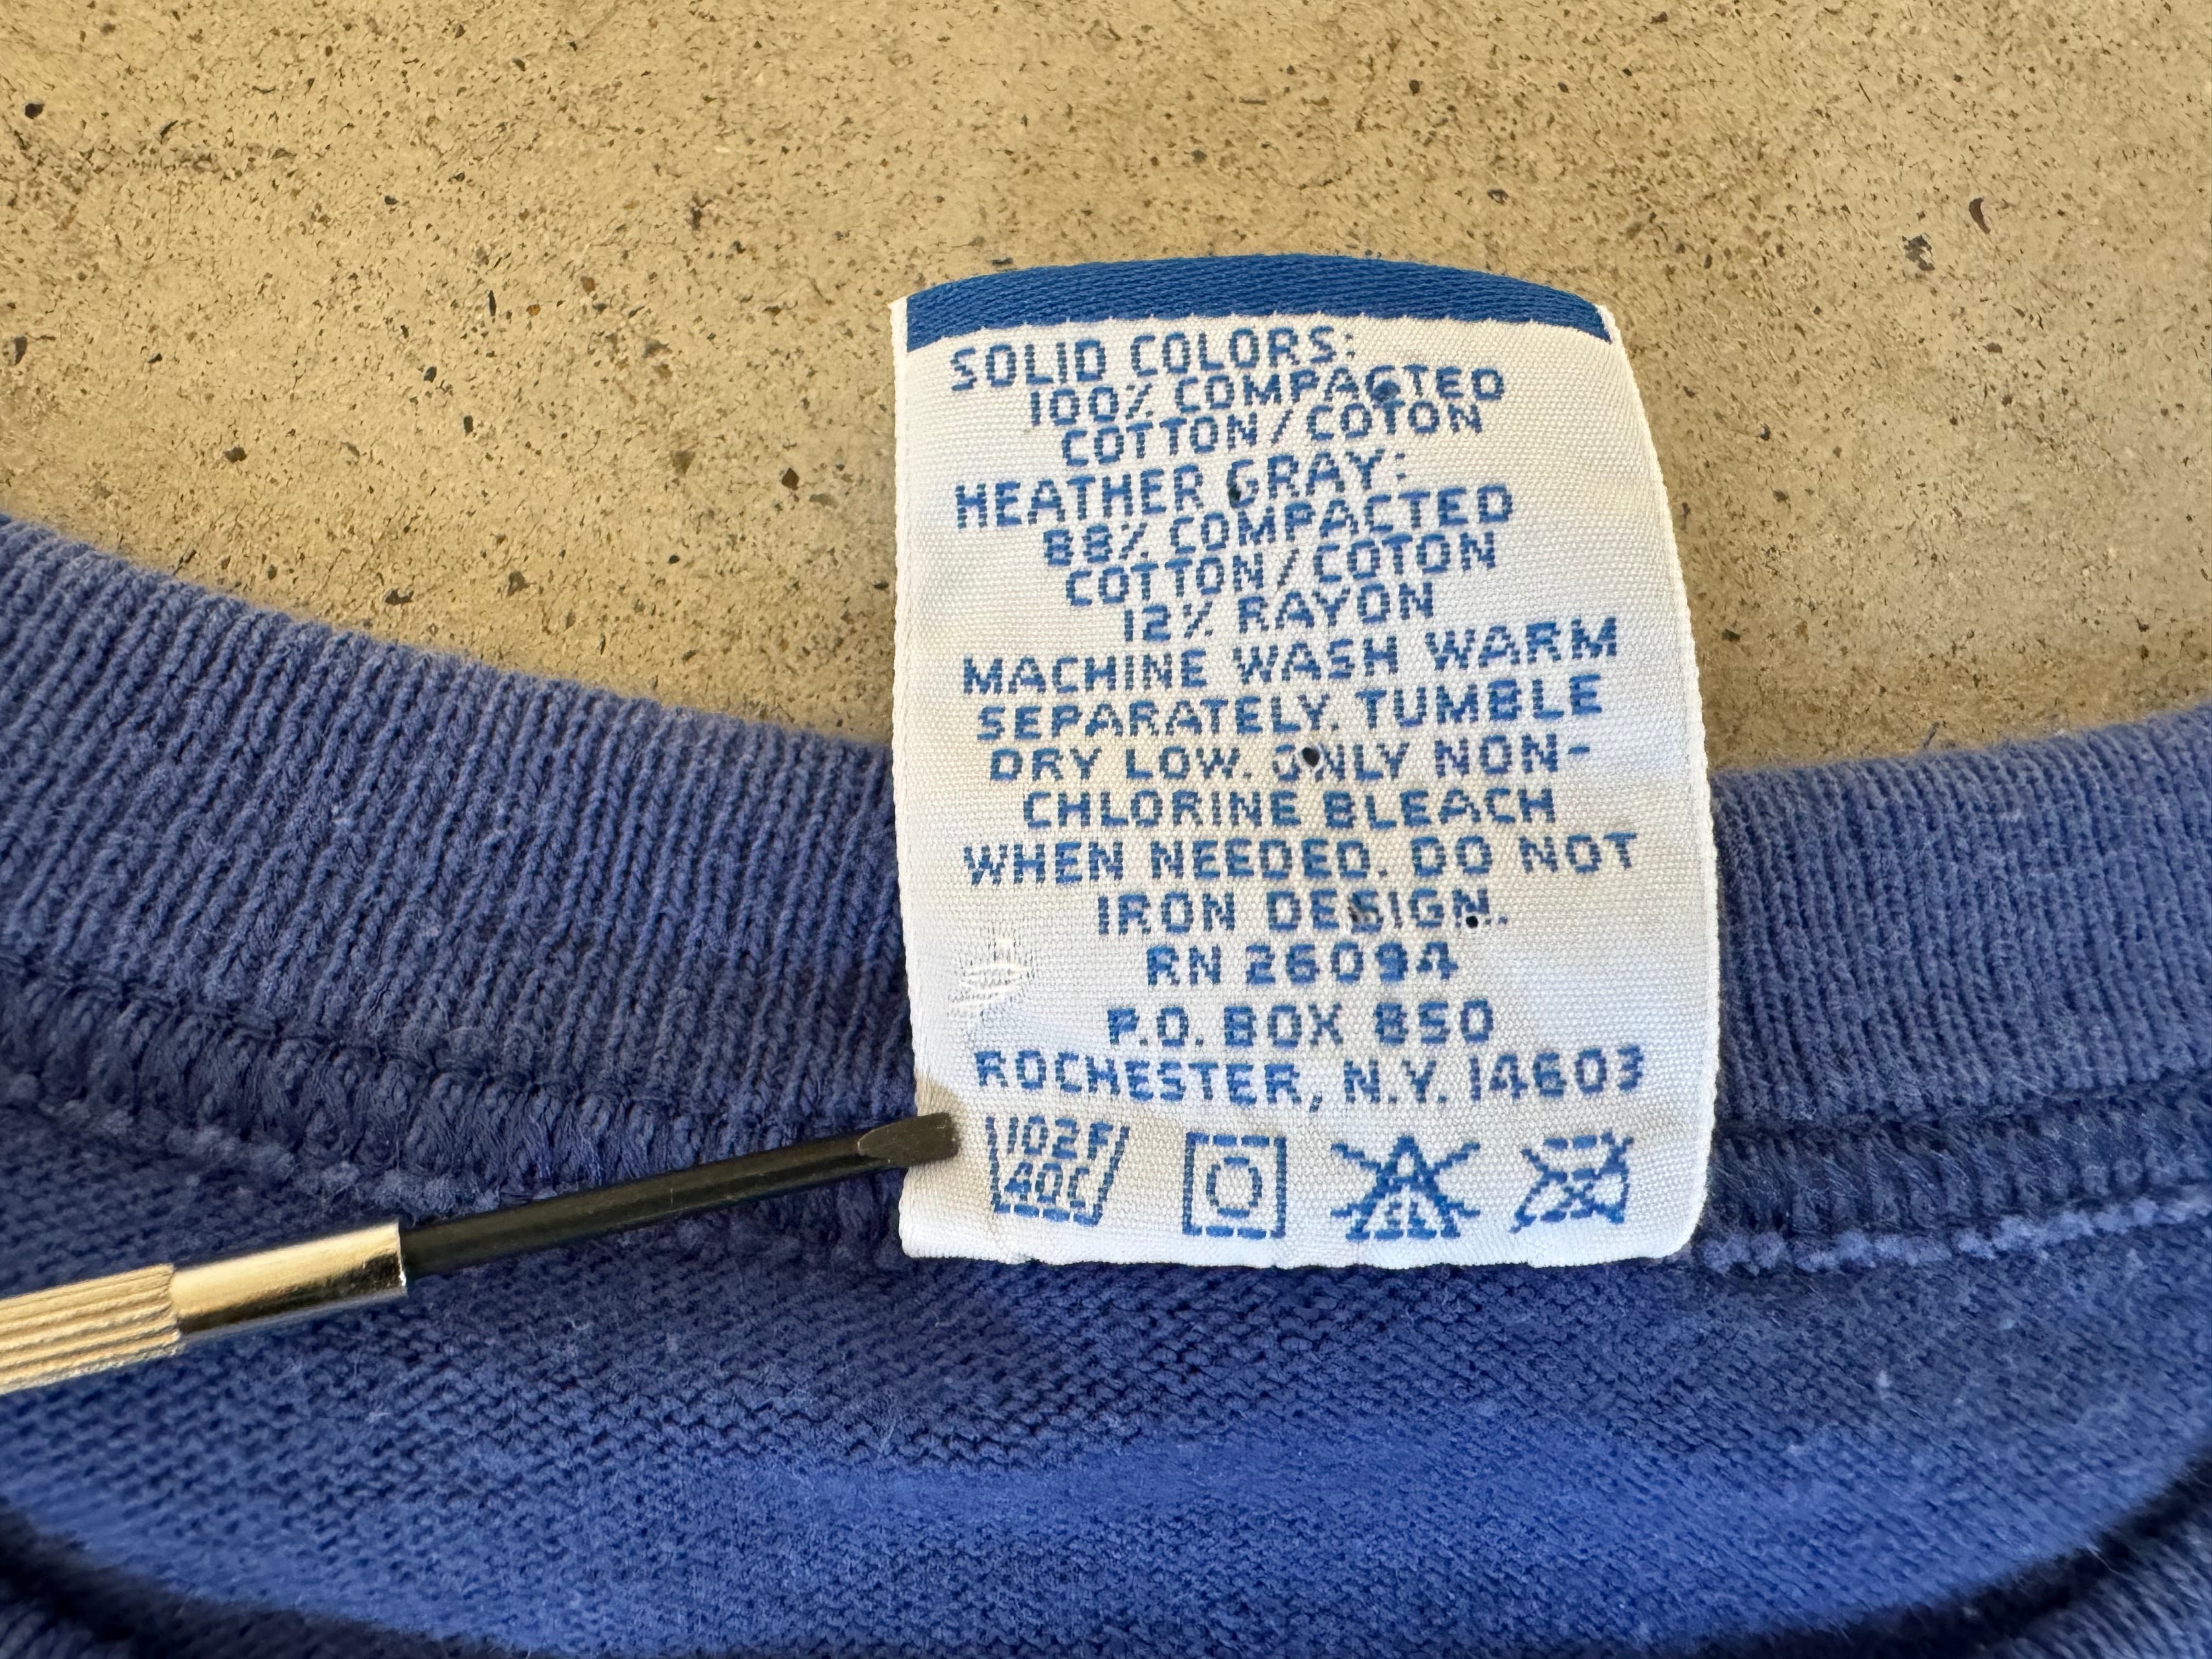 SOLID COLORS:
100% COMPACTED
COTTON/COTON
HEATHER GRAY:
88% COMPACTED
COTTON/COTON
12% RAYON
MACHINE WASH WARM
SEPARATELY. TUMBLE
DRY LOW. ONLY NON-
CHLORINE BLEACH
WHEN NEEDED. DO NOT
IRON DESIGN.
RN 26094
P.O. BOX 850
ROCHESTER, N.Y. 14603
102F
40C
CL